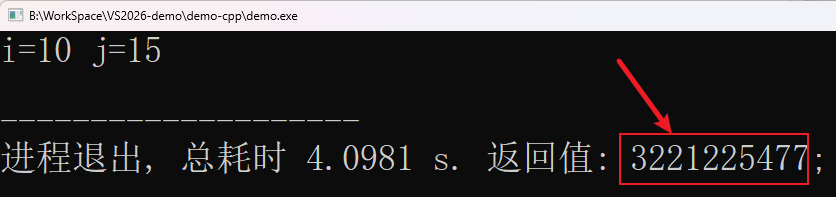 B:\WorkSpace\VS2026-demo\demo-cpp\demo.exe
i=10 j=15
--------------------
进程退出, 总耗时 4.0981 s. 返回值: 3221225477;